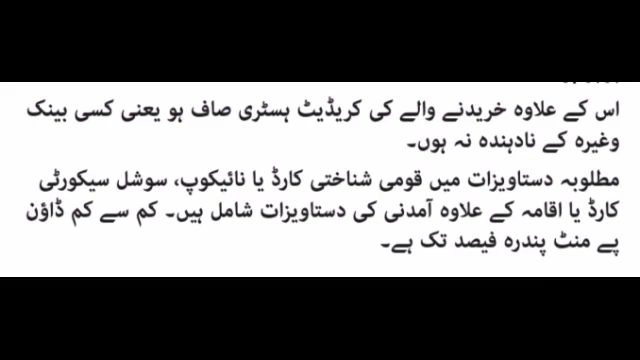 اس کے علاوہ خریدنے والے کی کریڈیٹ ہسٹری صاف ہو یعنی کسی بینک
وغیرہ کے نادہندہ نہ ہوں۔
مطلوبہ دستاویزات میں قومی شناختی کارڈ یا نائیکوپ، سوشل سیکورٹی
کارڈ یا اقامہ کے علاوہ آمدنی کی دستاویزات شامل ہیں۔ کم سے کم ڈاؤن
پے منٹ پندرہ فیصد تک ہے۔